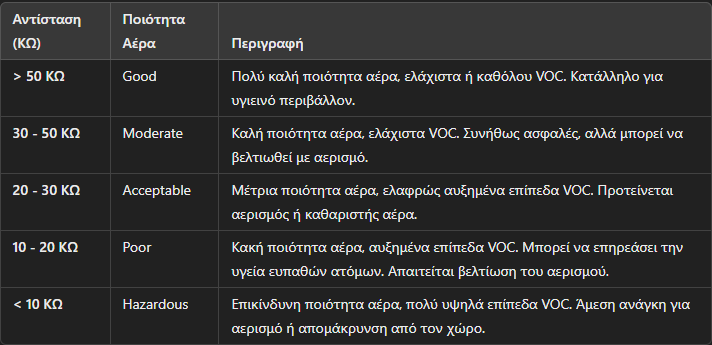 Αντίσταση (ΚΩ) Ποιότητα Αέρα Περιγραφή
> 50 ΚΩ Good Πολύ καλή ποιότητα αέρα, ελάχιστα ή καθόλου VOC. Κατάλληλο για
υγιεινό περιβάλλον.
30 - 50 ΚΩ Moderate Καλή ποιότητα αέρα, ελάχιστα VOC. Συνήθως ασφαλές, αλλά μπορεί να
βελτιωθεί με αερισμό.
20 - 30 ΚΩ Acceptable Μέτρια ποιότητα αέρα, ελαφρώς αυξημένα επίπεδα VOC. Προτείνεται
αερισμός ή καθαριστής αέρα.
10 - 20 ΚΩ Poor Κακή ποιότητα αέρα, αυξημένα επίπεδα VOC. Μπορεί να επηρεάσει την
υγεία ευπαθών ατόμων. Απαιτείται βελτίωση του αερισμού.
< 10 ΚΩ Hazardous Επικίνδυνη ποιότητα αέρα, πολύ υψηλά επίπεδα VOC. Άμεση ανάγκη για
αερισμό ή απομάκρυνση από τον χώρο.